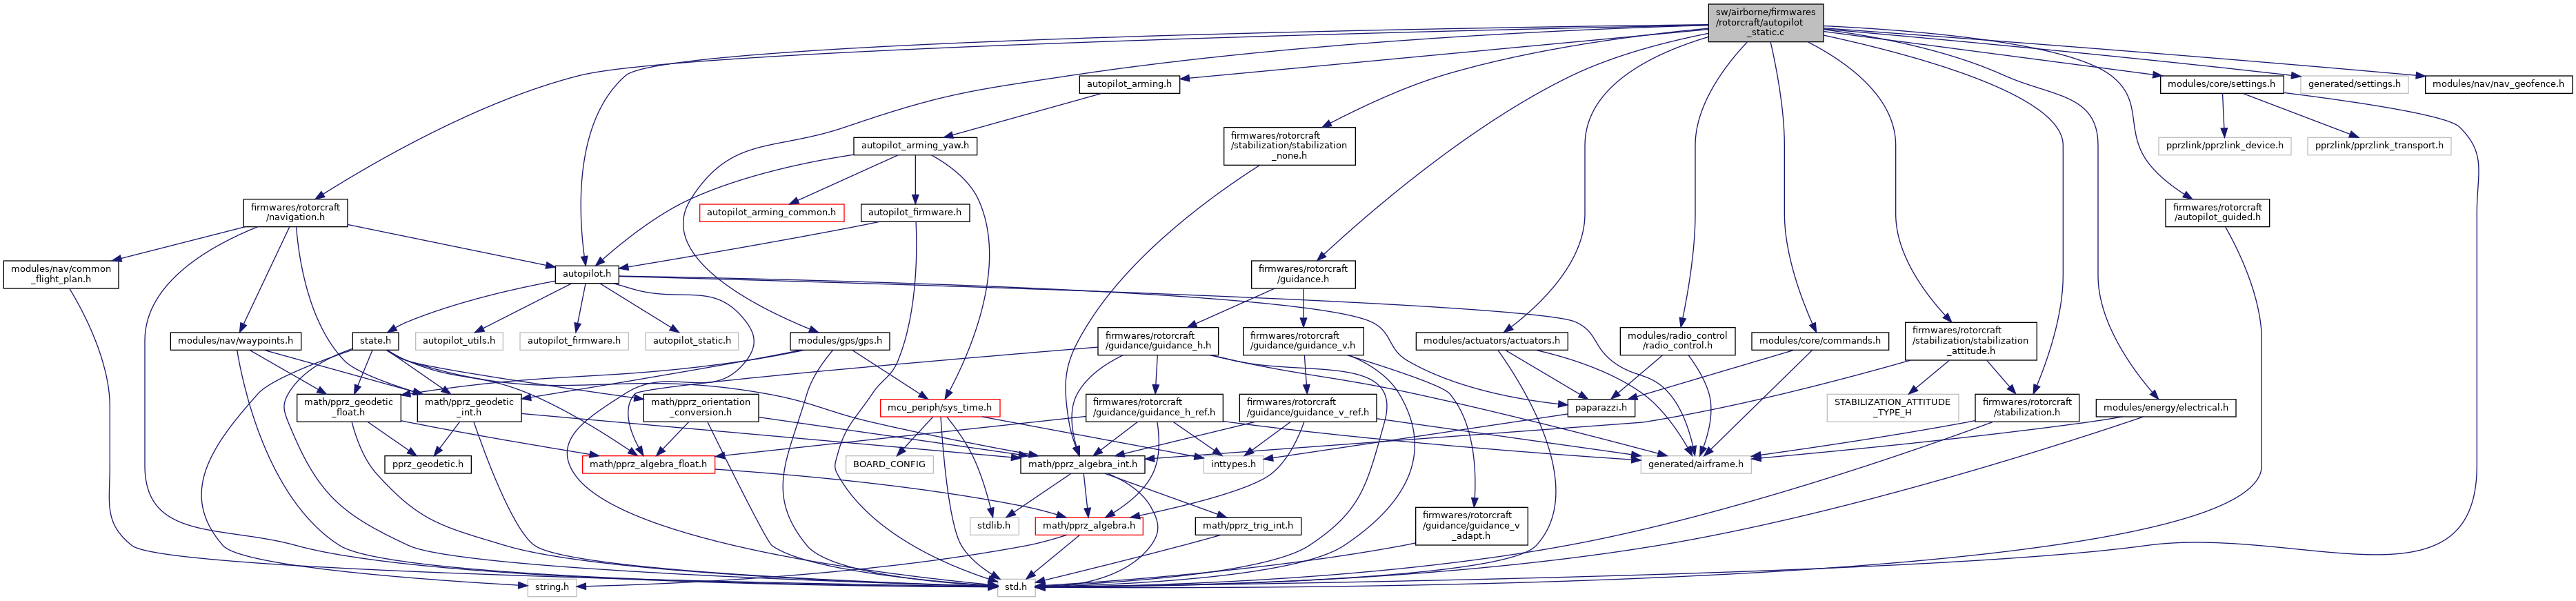 sw/airborne/firmwares
/rotorcraft/autopilot
_static.c
autopilot_arming.h
modules/core/settings.h
generated/settings.h
modules/nav/nav_geofence.h
firmwares/rotorcraft
/stabilization/stabilization
_none.h
autopilot_arming_yaw.h
pprzlink/pprzlink_device.h
pprzlink/pprzlink_transport.h
firmwares/rotorcraft
/navigation.h
autopilot_arming_common.h
autopilot_firmware.h
firmwares/rotorcraft
/autopilot_guided.h
modules/nav/common
_flight_plan.h
autopilot.h
firmwares/rotorcraft
/guidance.h
modules/nav/waypoints.h
state.h
autopilot_utils.h
autopilot_firmware.h
autopilot_static.h
modules/gps/gps.h
firmwares/rotorcraft
/guidance/guidance_h.h
firmwares/rotorcraft
/guidance/guidance_v.h
modules/actuators/actuators.h
modules/radio_control
/radio_control.h
modules/core/commands.h
firmwares/rotorcraft
/stabilization/stabilization
_attitude.h
math/pprz_geodetic
_float.h
math/pprz_geodetic
_int.h
math/pprz_orientation
_conversion.h
mcu_periph/sys_time.h
firmwares/rotorcraft
/guidance/guidance_h_ref.h
firmwares/rotorcraft
/guidance/guidance_v_ref.h
paparazzi.h
STABILIZATION_ATTITUDE
_TYPE_H
firmwares/rotorcraft
/stabilization.h
modules/energy/electrical.h
pprz_geodetic.h
math/pprz_algebra_float.h
BOARD_CONFIG
math/pprz_algebra_int.h
inttypes.h
generated/airframe.h
stdlib.h
math/pprz_algebra.h
math/pprz_trig_int.h
firmwares/rotorcraft
/guidance/guidance_v
_adapt.h
string.h
std.h